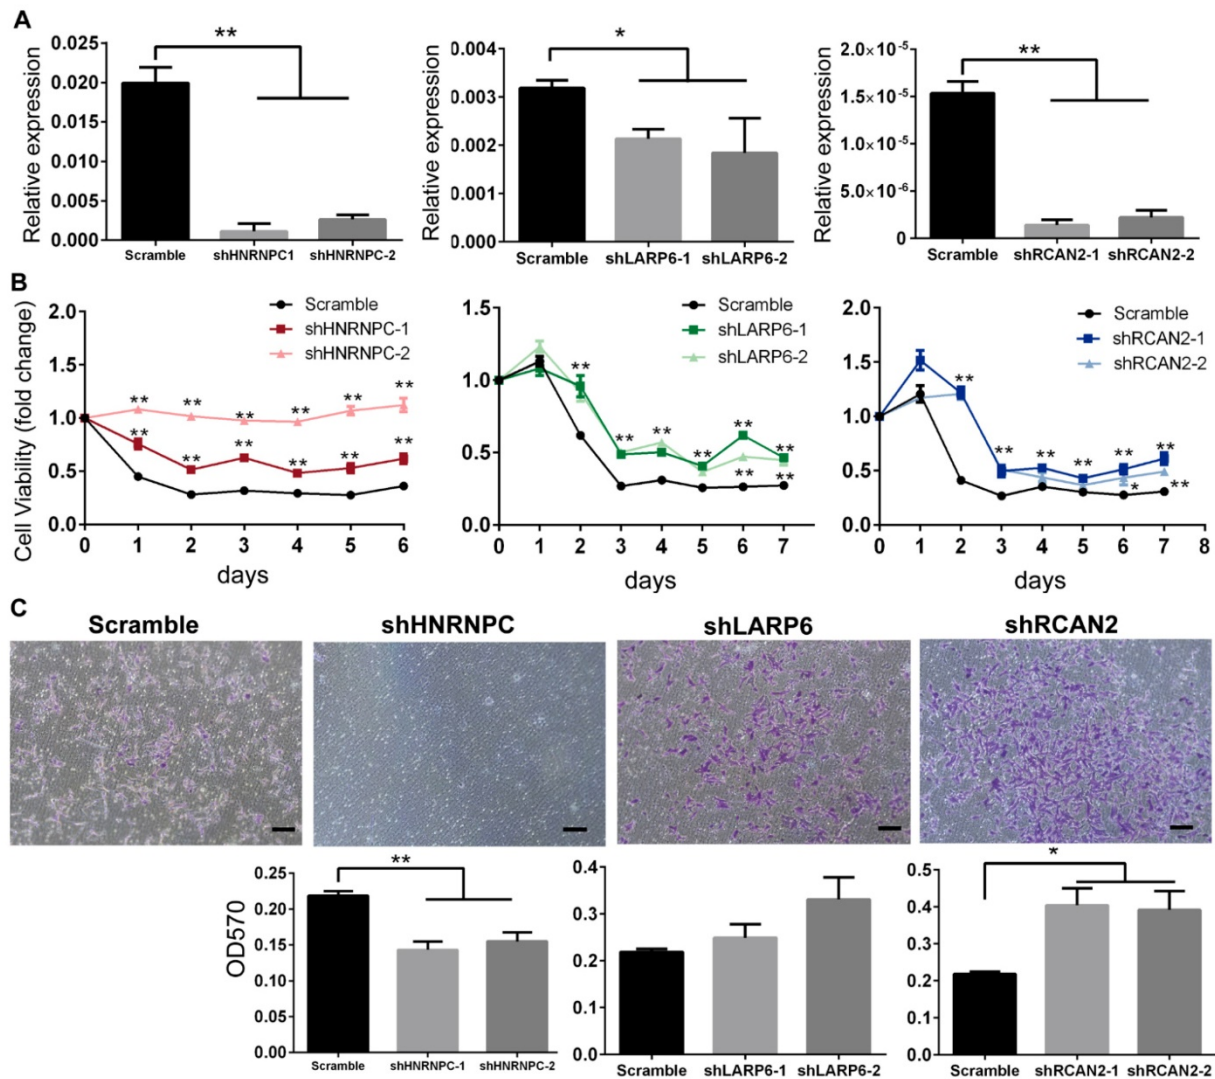 A
Relative expression
0.025
0.020
0.015
0.010
0.005
0.000
**
Scramble shHNRNPC1 shHNRNPC-2
Relative expression
0.004
0.003
0.002
0.001
0.000
*
Scramble shLARP6-1 shLARP6-2
Relative expression
2.0×10-5
1.5×10-5
1.0×10-5
5.0×10-6
0
**
Scramble shRCAN2-1 shRCAN2-2
B
Cell Viability (fold change)
2.0
1.5
1.0
0.5
0.0
Scramble
shHNRNPC-1
shHNRNPC-2
** ** ** ** ** **
** ** ** ** ** **
0 1 2 3 4 5 6
days
1.5
1.0
0.5
0.0
Scramble
shLARP6-1
shLARP6-2
** ** ** ** ** **
** **
0 1 2 3 4 5 6 7
days
2.0
1.5
1.0
0.5
0.0
Scramble
shRCAN2-1
shRCAN2-2
** ** ** ** ** **
* **
0 1 2 3 4 5 6 7 8
days
C
Scramble shHNRNPC shLARP6 shRCAN2
OD570
0.25
0.20
0.15
0.10
0.05
0.00
**
Scramble shHNRNPC-1 shHNRNPC-2
0.4
0.3
0.2
0.1
0.0
Scramble shLARP6-1 shLARP6-2
0.5
0.4
0.3
0.2
0.1
0.0
*
Scramble shRCAN2-1 shRCAN2-2